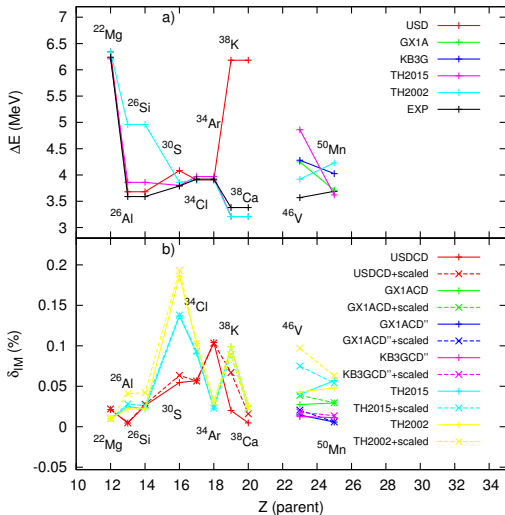 a)
ΔE (MeV)
7
6.5
6
5.5
5
4.5
4
3.5
3
²²Mg
²⁶Si
²⁶Al
³⁰S
³⁴Cl
³⁴Ar
³⁸K
³⁸Ca
⁴⁶V
⁵⁰Mn
USD
GX1A
KB3G
TH2015
TH2002
EXP
b)
δIM (%)
0.2
0.15
0.1
0.05
0
-0.05
²²Mg
²⁶Al
²⁶Si
³⁰S
³⁴Cl
³⁴Ar
³⁸K
³⁸Ca
⁴⁶V
⁵⁰Mn
USDCD
USDCD+scaled
GX1ACD
GX1ACD+scaled
GX1ACD"
GX1ACD"+scaled
KB3GCD"
KB3GCD"+scaled
TH2015
TH2015+scaled
TH2002
TH2002+scaled
10 12 14 16 18 20 22 24 26 28 30 32 34
Z (parent)